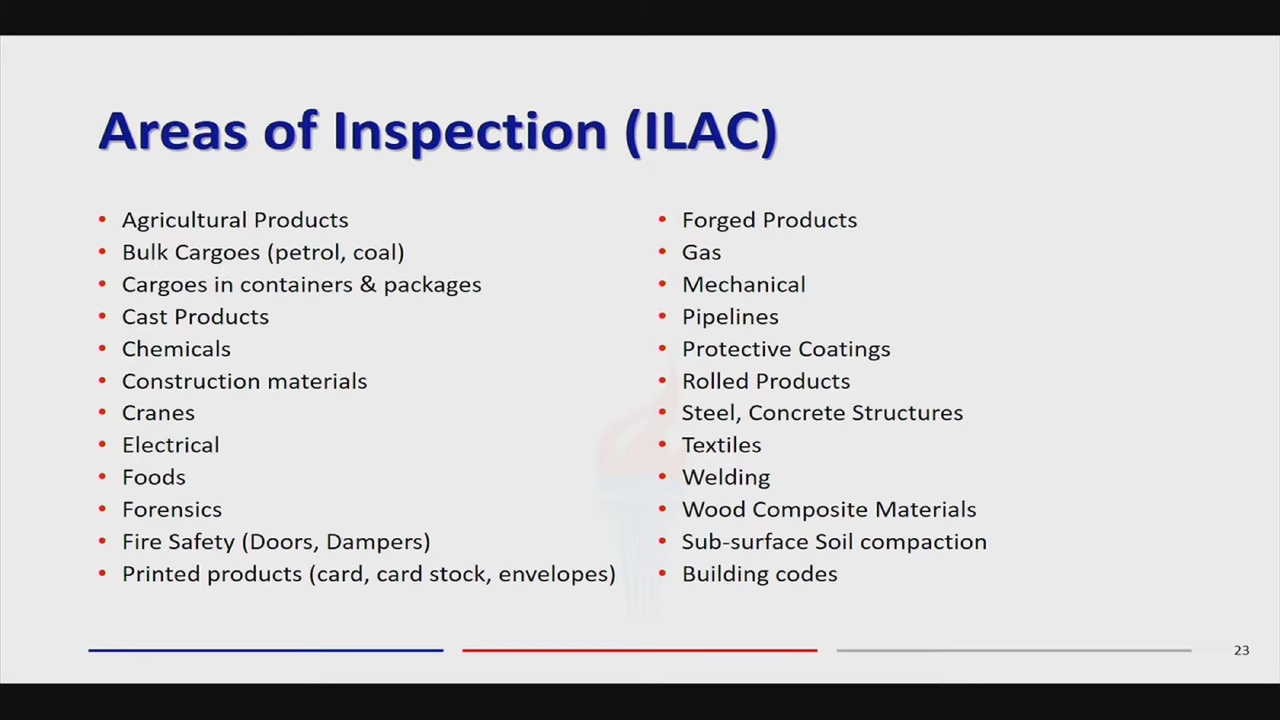 Areas of Inspection (ILAC)
• Agricultural Products
• Bulk Cargoes (petrol, coal)
• Cargoes in containers & packages
• Cast Products
• Chemicals
• Construction materials
• Cranes
• Electrical
• Foods
• Forensics
• Fire Safety (Doors, Dampers)
• Printed products (card, card stock, envelopes)
• Forged Products
• Gas
• Mechanical
• Pipelines
• Protective Coatings
• Rolled Products
• Steel, Concrete Structures
• Textiles
• Welding
• Wood Composite Materials
• Sub-surface Soil compaction
• Building codes
23